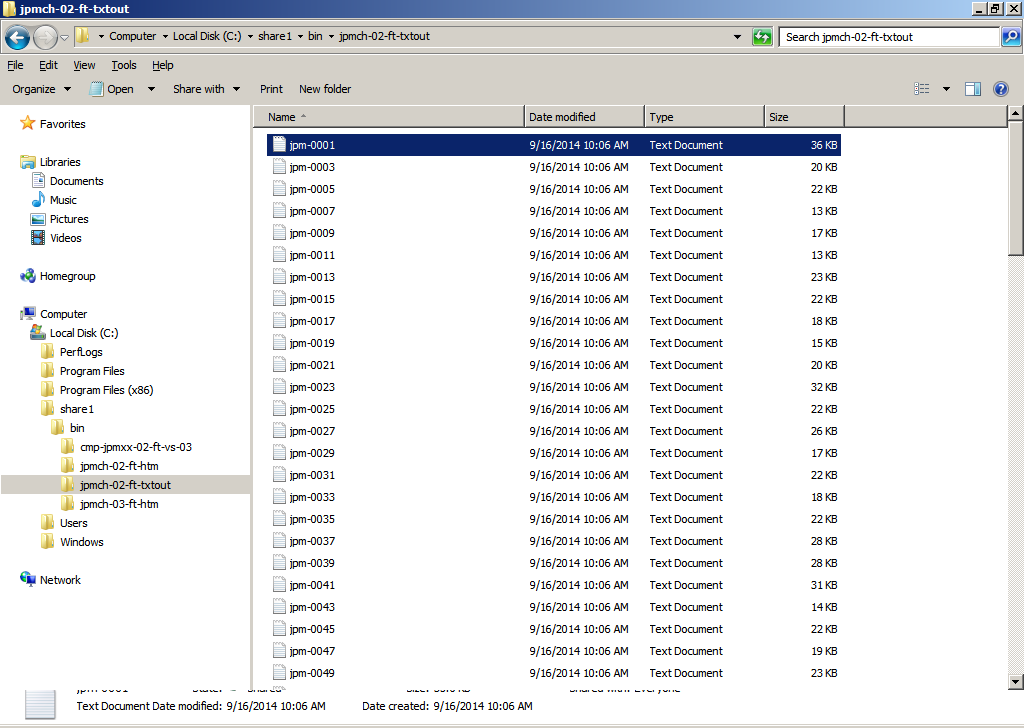 jpmch-02-ft-txtout
Computer Local Disk (C:) share1 bin jpmch-02-ft-txtout Search jpmch-02-ft-txtout
File Edit View Tools Help
Organize Open Share with Print New folder
Favorites
Libraries
Documents
Music
Pictures
Videos
Homegroup
Computer
Local Disk (C:)
PerfLogs
Program Files
Program Files (x86)
share1
bin
cmp-jpmxx-02-ft-vs-03
jpmch-02-ft-htm
jpmch-02-ft-txtout
jpmch-03-ft-htm
Users
Windows
Network
Name Date modified Type Size
jpm-0001 9/16/2014 10:06 AM Text Document 36 KB
jpm-0003 9/16/2014 10:06 AM Text Document 20 KB
jpm-0005 9/16/2014 10:06 AM Text Document 22 KB
jpm-0007 9/16/2014 10:06 AM Text Document 13 KB
jpm-0009 9/16/2014 10:06 AM Text Document 17 KB
jpm-0011 9/16/2014 10:06 AM Text Document 13 KB
jpm-0013 9/16/2014 10:06 AM Text Document 23 KB
jpm-0015 9/16/2014 10:06 AM Text Document 22 KB
jpm-0017 9/16/2014 10:06 AM Text Document 18 KB
jpm-0019 9/16/2014 10:06 AM Text Document 15 KB
jpm-0021 9/16/2014 10:06 AM Text Document 20 KB
jpm-0023 9/16/2014 10:06 AM Text Document 32 KB
jpm-0025 9/16/2014 10:06 AM Text Document 22 KB
jpm-0027 9/16/2014 10:06 AM Text Document 26 KB
jpm-0029 9/16/2014 10:06 AM Text Document 17 KB
jpm-0031 9/16/2014 10:06 AM Text Document 22 KB
jpm-0033 9/16/2014 10:06 AM Text Document 18 KB
jpm-0035 9/16/2014 10:06 AM Text Document 22 KB
jpm-0037 9/16/2014 10:06 AM Text Document 28 KB
jpm-0039 9/16/2014 10:06 AM Text Document 28 KB
jpm-0041 9/16/2014 10:06 AM Text Document 31 KB
jpm-0043 9/16/2014 10:06 AM Text Document 14 KB
jpm-0045 9/16/2014 10:06 AM Text Document 22 KB
jpm-0047 9/16/2014 10:06 AM Text Document 19 KB
jpm-0049 9/16/2014 10:06 AM Text Document 23 KB
jpm-0001 State: Shared Size: KB Shared with: Everyone
Text Document Date modified: 9/16/2014 10:06 AM Date created: 9/16/2014 10:06 AM